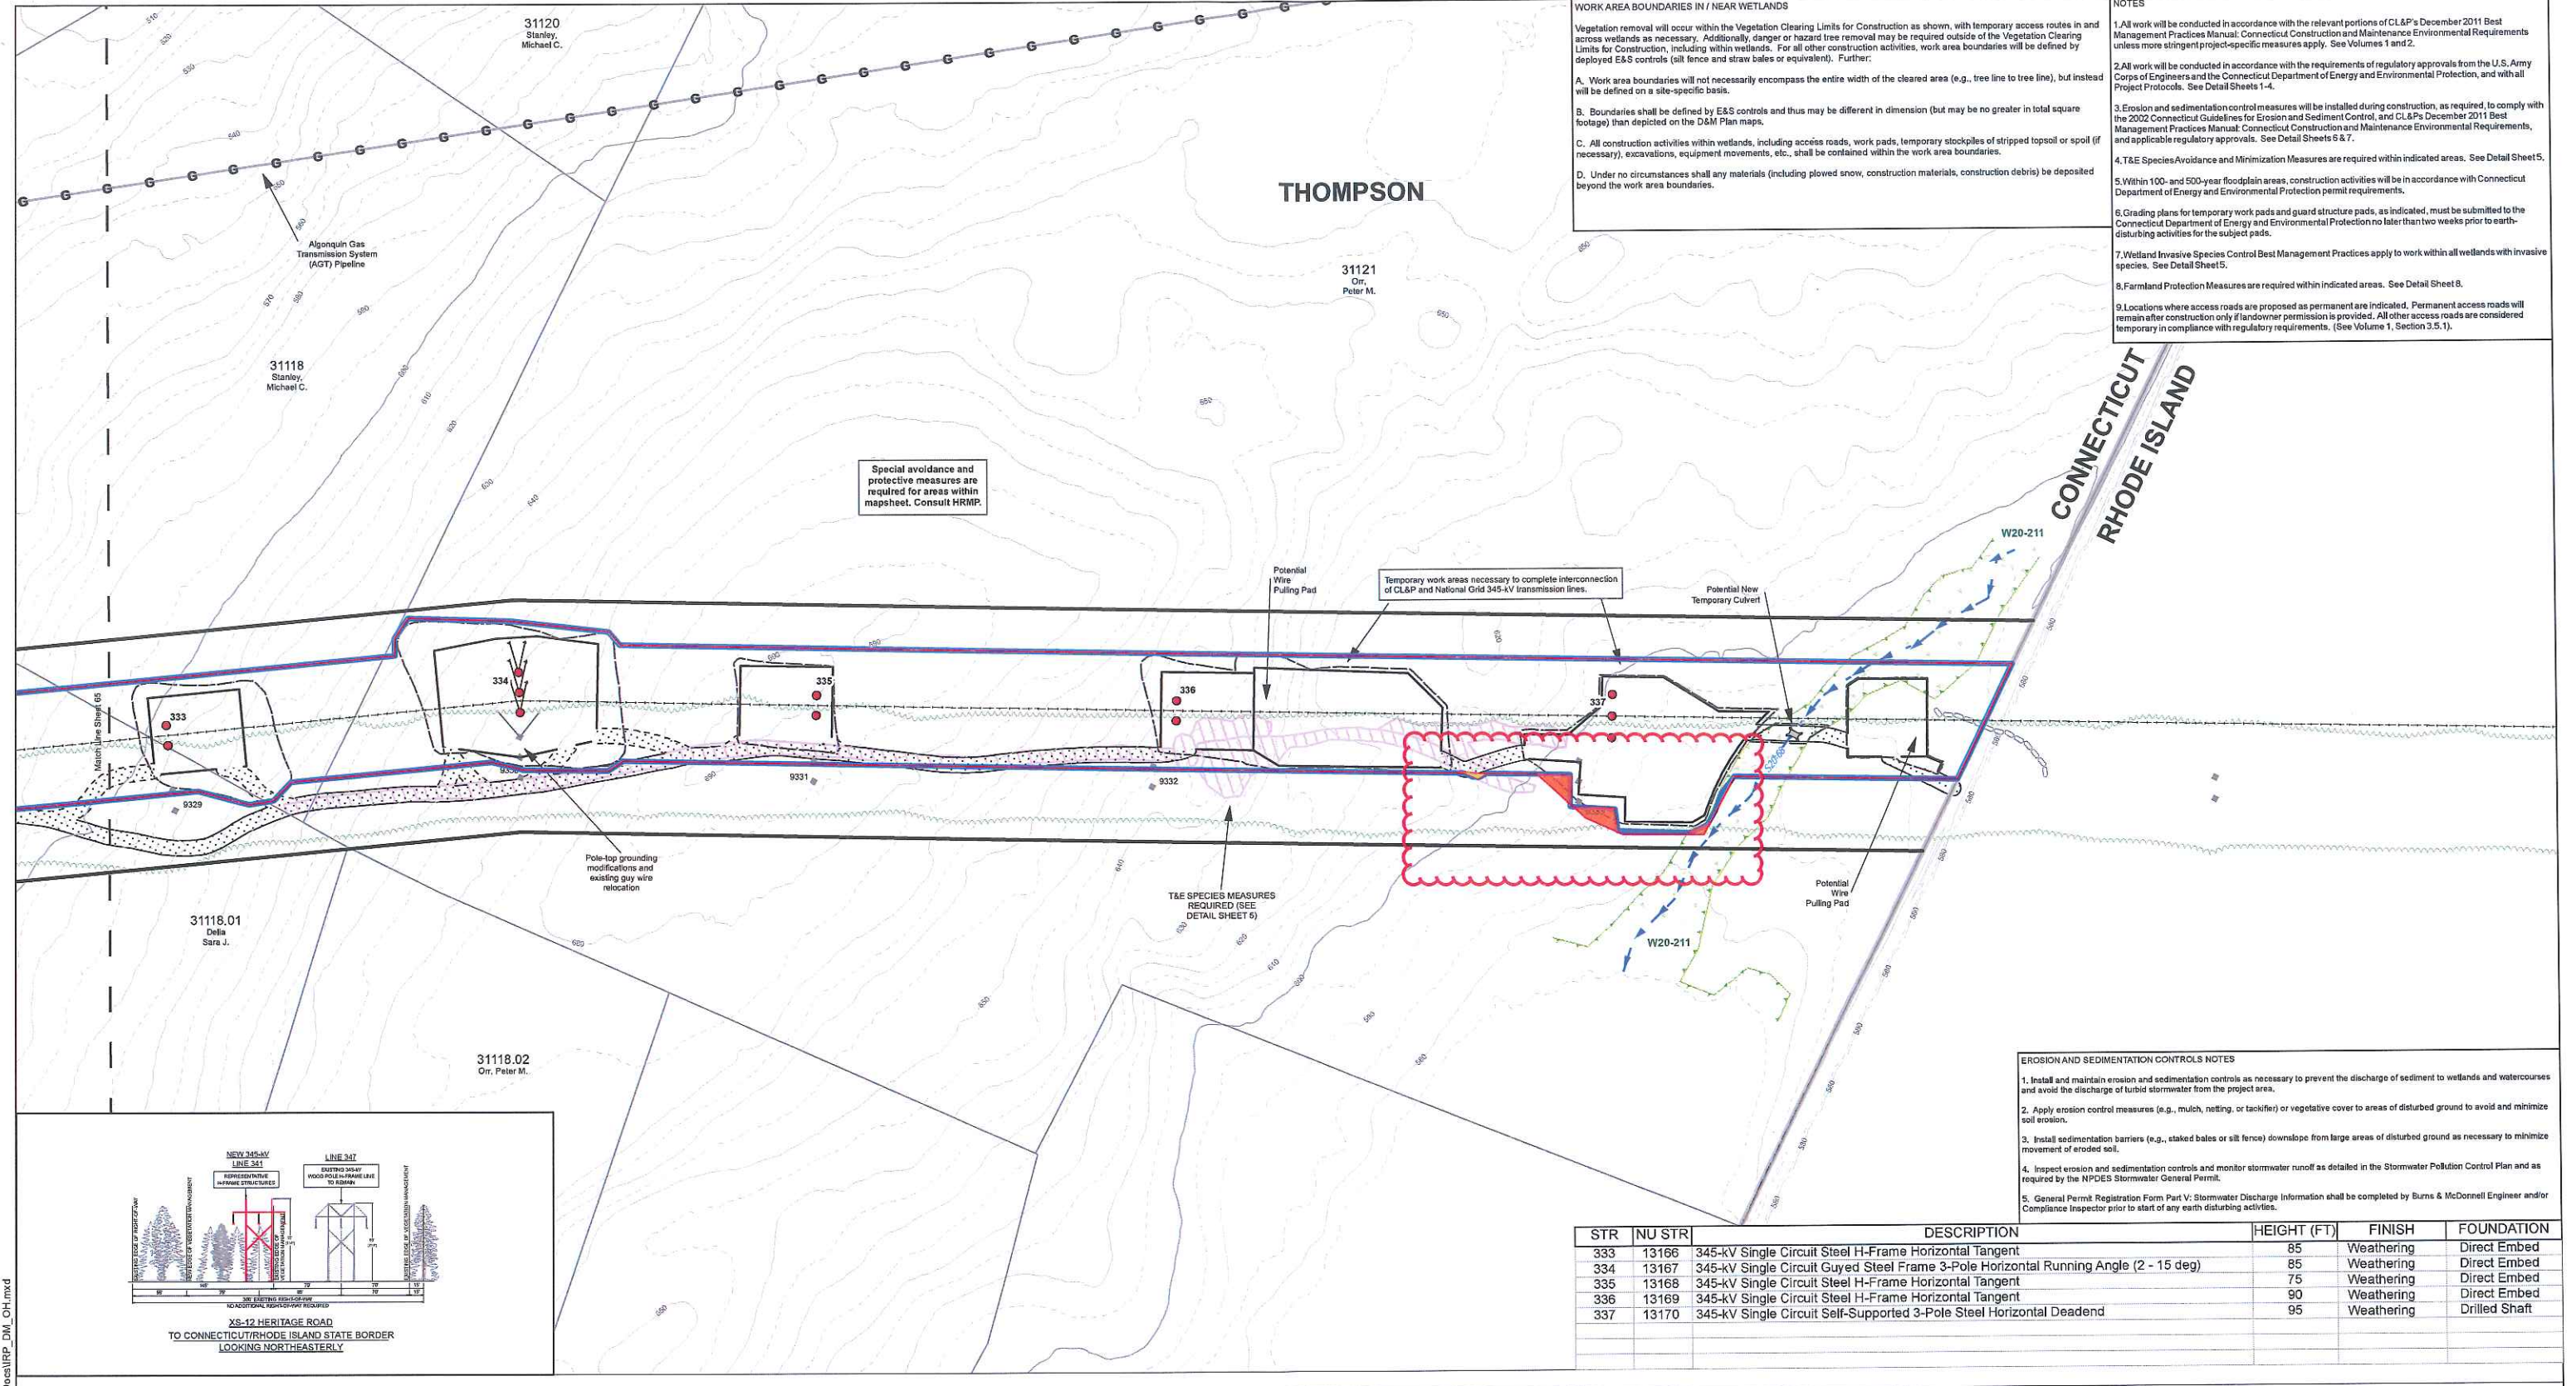 31120
Stanley,
Michael C.
WORK AREA BOUNDARIES IN / NEAR WETLANDS
Vegetation removal will occur within the Vegetation Clearing Limits for Construction as shown, with temporary access routes in and
across wetlands as necessary. Additionally, danger or hazard tree removal may be required outside of the Vegetation Clearing
Limits for Construction, including within wetlands. For all other construction activities, work area boundaries will be defined by
deployed E&S controls (silt fence and straw bales or equivalent). Further:
A. Work area boundaries will not necessarily encompass the entire width of the cleared area (e.g., tree line to tree line), but instead
will be defined on a site-specific basis.
B. Boundaries shall be defined by E&S controls and thus may be different in dimension (but may be no greater in total square
footage) than depicted on the D&M Plan maps.
C. All construction activities within wetlands, including access roads, work pads, temporary stockpiles of stripped topsoil or spoil (if
necessary), excavations, equipment movements, etc., shall be contained within the work area boundaries.
D. Under no circumstances shall any materials (including plowed snow, construction materials, construction debris) be deposited
beyond the work area boundaries.
NOTES
1.All work will be conducted in accordance with the relevant portions of CL&P's December 2011 Best
Management Practices Manual: Connecticut Construction and Maintenance Environmental Requirements
unless more stringent project-specific measures apply. See Volumes 1 and 2.
2.All work will be conducted in accordance with the requirements of regulatory approvals from the U.S. Army
Corps of Engineers and the Connecticut Department of Energy and Environmental Protection, and with all
Project Protocols. See Detail Sheets 1-4.
3.Erosion and sedimentation control measures will be installed during construction, as required, to comply with
the 2002 Connecticut Guidelines for Erosion and Sediment Control, and CL&Ps December 2011 Best
Management Practices Manual: Connecticut Construction and Maintenance Environmental Requirements,
and applicable regulatory approvals. See Detail Sheets 6 & 7.
4.T&E Species Avoidance and Minimization Measures are required within indicated areas. See Detail Sheet 5.
5.Within 100- and 500-year floodplain areas, construction activities will be in accordance with Connecticut
Department of Energy and Environmental Protection permit requirements.
6.Grading plans for temporary work pads and guard structure pads, as indicated, must be submitted to the
Connecticut Department of Energy and Environmental Protection no later than two weeks prior to earth-
disturbing activities for the subject pads.
7.Wetland Invasive Species Control Best Management Practices apply to work within all wetlands with invasive
species. See Detail Sheet 5.
8.Farmland Protection Measures are required within indicated areas. See Detail Sheet 8.
9.Locations where access roads are proposed as permanent are indicated. Permanent access roads will
remain after construction only if landowner permission is provided. All other access roads are considered
temporary in compliance with regulatory requirements. (See Volume 1, Section 3.5.1).
THOMPSON
Algonquin Gas
Transmission System
(AGT) Pipeline
31121
Orr,
Peter M.
31118
Stanley,
Michael C.
CONNECTICUT
RHODE ISLAND
Special avoidance and
protective measures are
required for areas within
mapsheet. Consult HRMP.
W20-211
Potential
Wire
Pulling Pad
Temporary work areas necessary to complete interconnection
of CL&P and National Grid 345-kV transmission lines.
Potential New
Temporary Culvert
Match Line Sheet 65
333
334
335
336
337
9329
9331
9332
Pole-top grounding
modifications and
existing guy wire
relocation
T&E SPECIES MEASURES
REQUIRED (SEE
DETAIL SHEET 5)
Potential
Wire
Pulling Pad
W20-211
31118.01
Delia
Sara J.
31118.02
Orr, Peter M.
EROSION AND SEDIMENTATION CONTROLS NOTES
1. Install and maintain erosion and sedimentation controls as necessary to prevent the discharge of sediment to wetlands and watercourses
and avoid the discharge of turbid stormwater from the project area.
2. Apply erosion control measures (e.g., mulch, netting, or tackifier) or vegetative cover to areas of disturbed ground to avoid and minimize
soil erosion.
3. Install sedimentation barriers (e.g., staked bales or silt fence) downslope from large areas of disturbed ground as necessary to minimize
movement of eroded soil.
4. Inspect erosion and sedimentation controls and monitor stormwater runoff as detailed in the Stormwater Pollution Control Plan and as
required by the NPDES Stormwater General Permit.
5. General Permit Registration Form Part V: Stormwater Discharge Information shall be completed by Burns & McDonnell Engineer and/or
Compliance Inspector prior to start of any earth disturbing activties.
NEW 345-kV
LINE 341
REPRESENTATIVE
H-FRAME STRUCTURES
LINE 347
EXISTING 345-kV
WOOD POLE H-FRAME LINE
TO REMAIN
300' EXISTING RIGHT-OF-WAY
NO ADDITIONAL RIGHT-OF-WAY REQUIRED
XS-12 HERITAGE ROAD
TO CONNECTICUT/RHODE ISLAND STATE BORDER
LOOKING NORTHEASTERLY
STR NU STR DESCRIPTION HEIGHT (FT) FINISH FOUNDATION
333 13166 345-kV Single Circuit Steel H-Frame Horizontal Tangent 85 Weathering Direct Embed
334 13167 345-kV Single Circuit Guyed Steel Frame 3-Pole Horizontal Running Angle (2 - 15 deg) 85 Weathering Direct Embed
335 13168 345-kV Single Circuit Steel H-Frame Horizontal Tangent 75 Weathering Direct Embed
336 13169 345-kV Single Circuit Steel H-Frame Horizontal Tangent 90 Weathering Direct Embed
337 13170 345-kV Single Circuit Self-Supported 3-Pole Steel Horizontal Deadend 95 Weathering Drilled Shaft